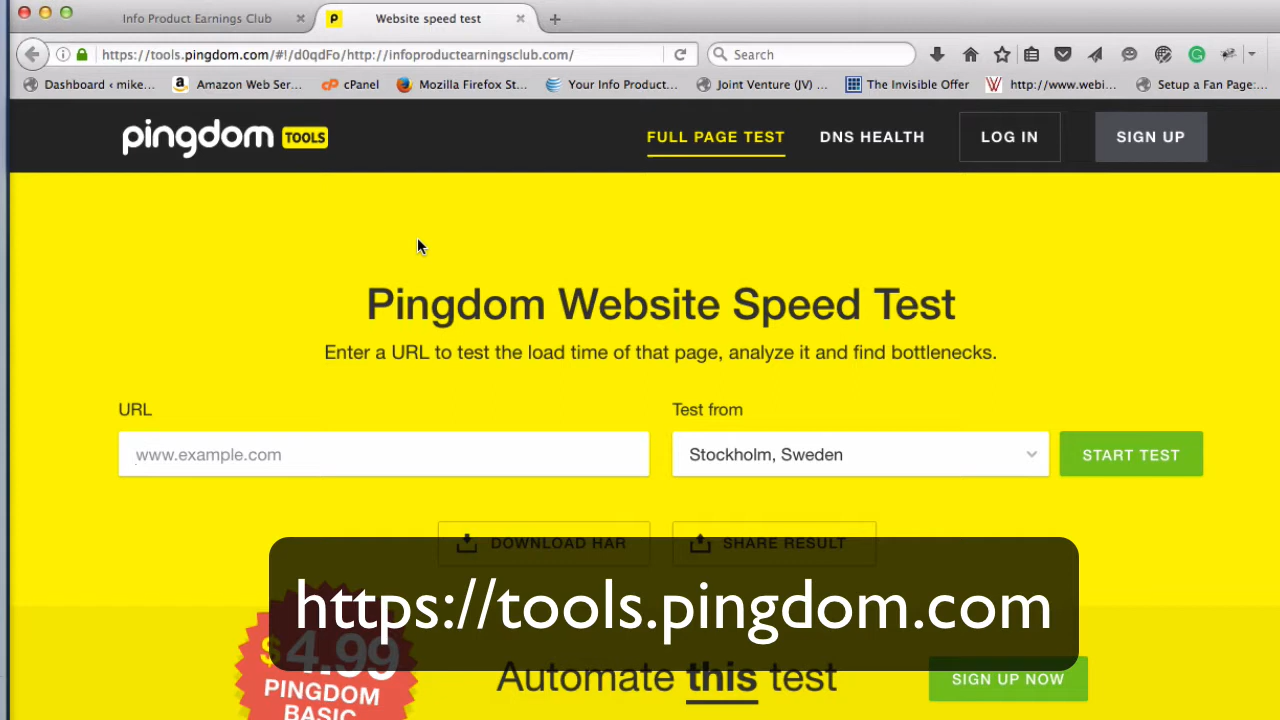 Info Product Earnings Club
Website speed test
https://tools.pingdom.com/#!/d0qdFo/http://infoproductearningsclub.com/
Search
Dashboard ‹ mike...
Amazon Web Ser...
cPanel
Mozilla Firefox St...
Your Info Product...
Joint Venture (JV) ...
The Invisible Offer
http://www.webi...
Setup a Fan Page:...
pingdom TOOLS
FULL PAGE TEST
DNS HEALTH
LOG IN
SIGN UP
Pingdom Website Speed Test
Enter a URL to test the load time of that page, analyze it and find bottlenecks.
URL
Test from
www.example.com
Stockholm, Sweden
START TEST
DOWNLOAD HAR
SHARE RESULT
https://tools.pingdom.com
$4.99
PINGDOM
BASIC
Automate this test
SIGN UP NOW